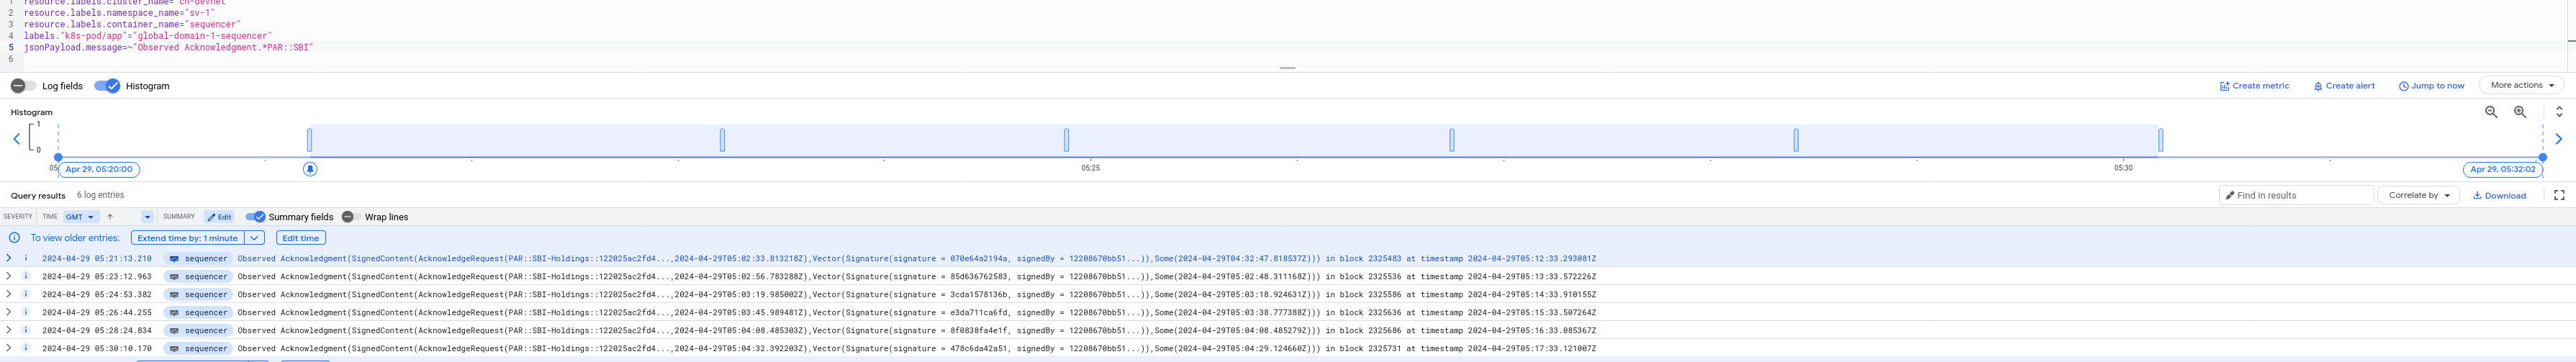 1 resource.labels.cluster_name="cn-devnet"
2 resource.labels.namespace_name="sv-1"
3 resource.labels.container_name="sequencer"
4 labels."k8s-pod/app"="global-domain-1-sequencer"
5 jsonPayload.message=~"Observed Acknowledgment.*PAR::SBI"
6
Log fields Histogram Create metric Create alert Jump to now More actions
Histogram
1
0
05: Apr 29, 05:20:00 05:25 05:30 Apr 29, 05:32:02
Query results 6 log entries Find in results Correlate by Download
SEVERITY TIME GMT SUMMARY Edit Summary fields Wrap lines
To view older entries: Extend time by: 1 minute Edit time
i 2024-04-29 05:21:13.210 sequencer Observed Acknowledgment(SignedContent(AcknowledgeRequest(PAR::SBI-Holdings::122025ac2fd4...,2024-04-29T05:02:33.813218Z),Vector(Signature(signature = 070e64a2194a, signedBy = 12208670bb51...)),Some(2024-04-29T04:32:47.818537Z))) in block 2325483 at timestamp 2024-04-29T05:12:33.293081Z
i 2024-04-29 05:23:12.963 sequencer Observed Acknowledgment(SignedContent(AcknowledgeRequest(PAR::SBI-Holdings::122025ac2fd4...,2024-04-29T05:02:56.783288Z),Vector(Signature(signature = 85d636762583, signedBy = 12208670bb51...)),Some(2024-04-29T05:02:48.311168Z))) in block 2325536 at timestamp 2024-04-29T05:13:33.572226Z
i 2024-04-29 05:24:53.382 sequencer Observed Acknowledgment(SignedContent(AcknowledgeRequest(PAR::SBI-Holdings::122025ac2fd4...,2024-04-29T05:03:19.985002Z),Vector(Signature(signature = 3cda1578136b, signedBy = 12208670bb51...)),Some(2024-04-29T05:03:18.924631Z))) in block 2325586 at timestamp 2024-04-29T05:14:33.910155Z
i 2024-04-29 05:26:44.255 sequencer Observed Acknowledgment(SignedContent(AcknowledgeRequest(PAR::SBI-Holdings::122025ac2fd4...,2024-04-29T05:03:45.989481Z),Vector(Signature(signature = e3da711ca6fd, signedBy = 12208670bb51...)),Some(2024-04-29T05:03:38.777388Z))) in block 2325636 at timestamp 2024-04-29T05:15:33.507264Z
i 2024-04-29 05:28:24.834 sequencer Observed Acknowledgment(SignedContent(AcknowledgeRequest(PAR::SBI-Holdings::122025ac2fd4...,2024-04-29T05:04:08.485303Z),Vector(Signature(signature = 8f0838fa4e1f, signedBy = 12208670bb51...)),Some(2024-04-29T05:04:08.485279Z))) in block 2325686 at timestamp 2024-04-29T05:16:33.085367Z
i 2024-04-29 05:30:10.170 sequencer Observed Acknowledgment(SignedContent(AcknowledgeRequest(PAR::SBI-Holdings::122025ac2fd4...,2024-04-29T05:04:32.392203Z),Vector(Signature(signature = 478c6da42a51, signedBy = 12208670bb51...)),Some(2024-04-29T05:04:29.124660Z))) in block 2325731 at timestamp 2024-04-29T05:17:33.121007Z